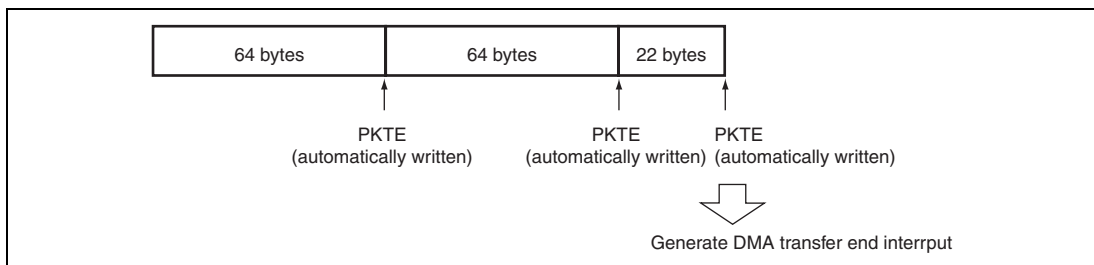 64 bytes 64 bytes 22 bytes
PKTE PKTE PKTE
(automatically written) (automatically written) (automatically written)
Generate DMA transfer end interrput